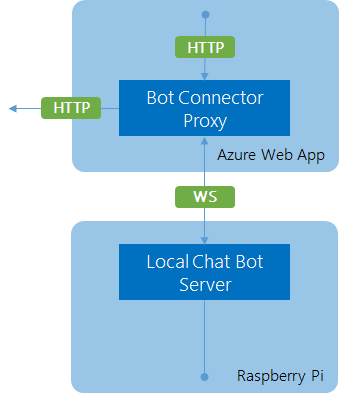 HTTP
Bot Connector
Proxy
HTTP
Azure Web App
WS
Local Chat Bot
Server
Raspberry Pi